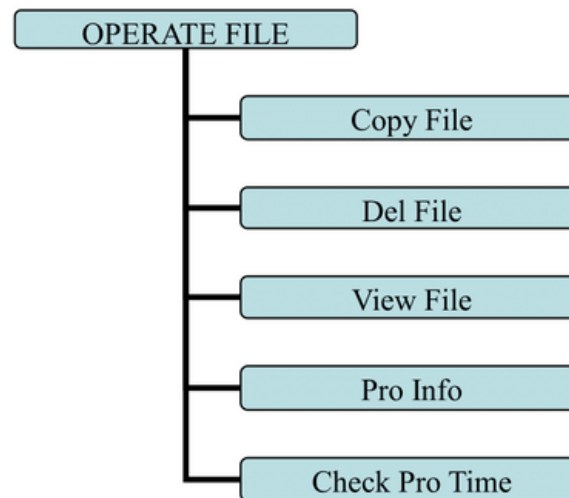 OPERATE FILE
Copy File
Del File
View File
Pro Info
Check Pro Time